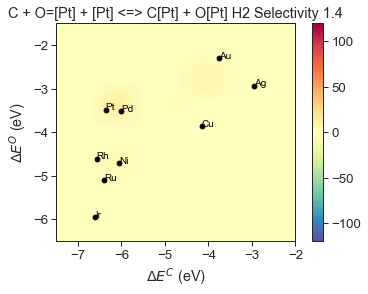 C + O=[Pt] + [Pt] <=> C[Pt] + O[Pt] H2 Selectivity 1.4
−2
−3
−4
−5
−6
ΔE^O (eV)
Au
Ag
Pt
Pd
Cu
Rh
Ni
Ru
Ir
−7
−6
−5
−4
−3
−2
ΔE^C (eV)
100
50
0
−50
−100